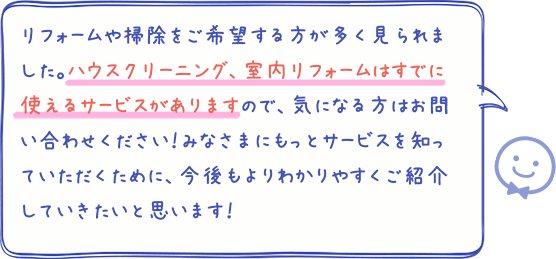 リフォームや掃除をご希望する方が多く見られま
した。ハウスクリーニング、室内リフォームはすでに
使えるサービスがありますので、気になる方はお問
い合わせください！みなさまにもっとサービスを知っ
ていただくために、今後もよりわかりやすくご紹介
していきたいと思います！